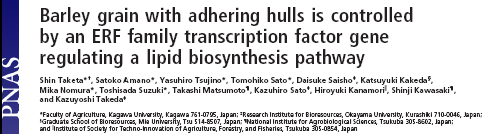 PNAS
Barley grain with adhering hulls is controlled
by an ERF family transcription factor gene
regulating a lipid biosynthesis pathway
Shin Taketa*†, Satoko Amano*, Yasuhiro Tsujino*, Tomohiko Sato*, Daisuke Saisho‡, Katsuyuki Kakeda§,
Mika Nomura*, Toshisada Suzuki*, Takashi Matsumoto¶, Kazuhiro Sato‡, Hiroyuki Kanamori‖, Shinji Kawasaki¶,
and Kazuyoshi Takeda‡
*Faculty of Agriculture, Kagawa University, Kagawa 761-0795, Japan; ‡Research Institute for Bioresources, Okayama University, Kurashiki 710-0046, Japan;
§Graduate School of Bioresources, Mie University, Tsu 514-8507, Japan; ¶National Institute for Agrobiological Sciences, Tsukuba 305-8602, Japan;
and ‖Institute of Society for Techno-innovation of Agriculture, Forestry, and Fisheries, Tsukuba 305-0854, Japan